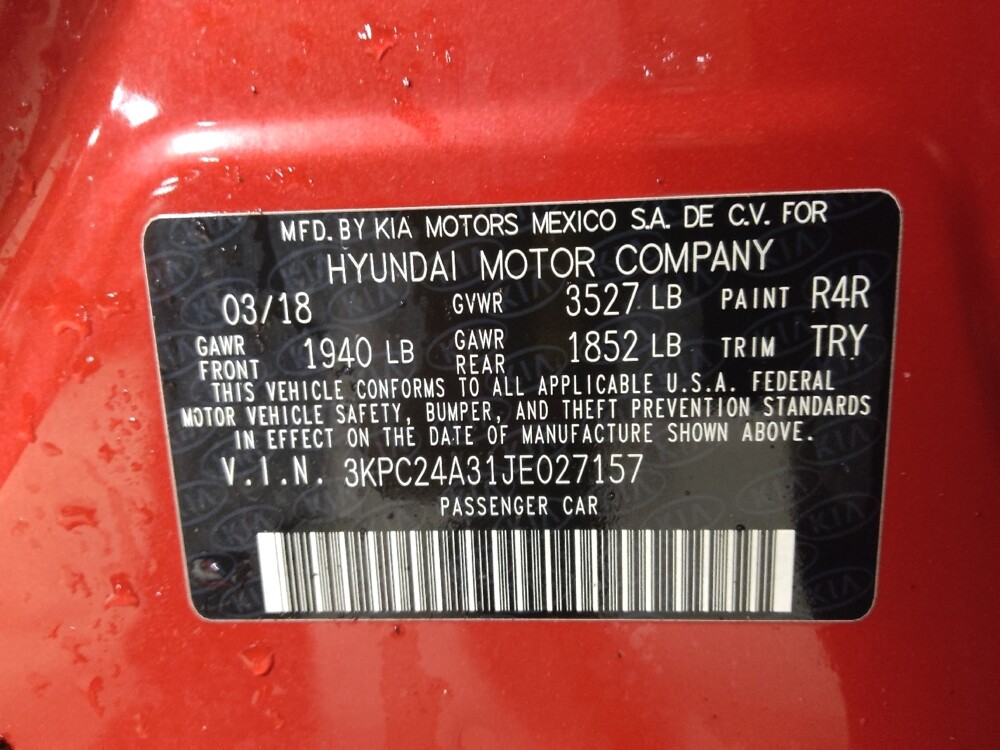 MFD. BY KIA MOTORS MEXICO S.A. DE C.V. FOR
HYUNDAI MOTOR COMPANY
03/18 GVWR 3527 LB PAINT R4R
GAWR FRONT 1940 LB GAWR REAR 1852 LB TRIM TRY
THIS VEHICLE CONFORMS TO ALL APPLICABLE U.S.A. FEDERAL
MOTOR VEHICLE SAFETY, BUMPER, AND THEFT PREVENTION STANDARDS
IN EFFECT ON THE DATE OF MANUFACTURE SHOWN ABOVE.
V.I.N. 3KPC24A31JE027157
PASSENGER CAR